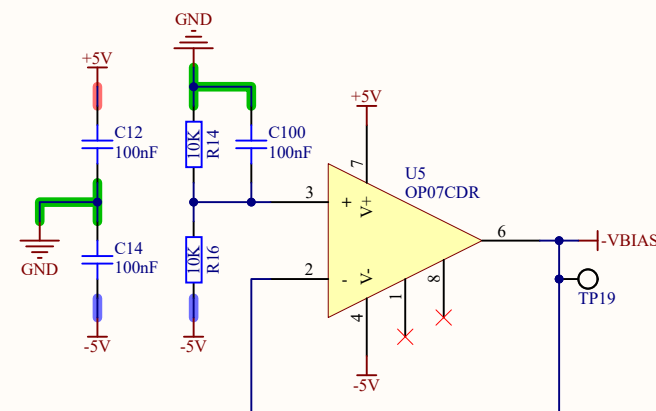 GND
+5V
C12
100nF
GND
C14
100nF
-5V
10K
R14
C100
100nF
10K
R16
-5V
+5V
7
U5
OP07CDR
3
+
V+
2
-
V-
1
8
4
-5V
6
-VBIAS
TP19